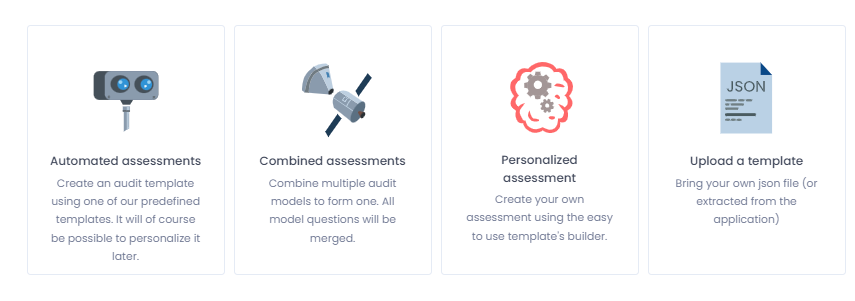 Automated assessments
Create an audit template
using one of our predefined
templates. It will of course
be possible to personalize it
later.
Combined assessments
Combine multiple audit
models to form one. All
model questions will be
merged.
Personalized
assessment
Create your own
assessment using the easy
to use template's builder.
JSON
Upload a template
Bring your own json file (or
extracted from the
application)